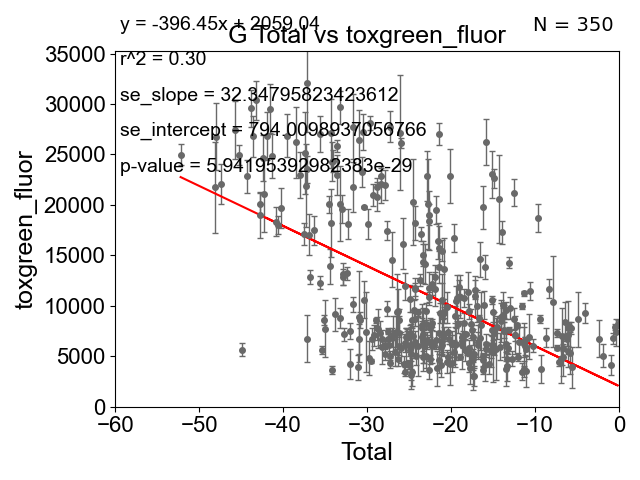 y = -396.45x + 2059.04
N = 350
G Total vs toxgreen_fluor
r^2 = 0.30
se_slope = 32.34795823423612
se_intercept = 794.0098937056766
p-value = 5.94195392982383e-29
toxgreen_fluor
35000
30000
25000
20000
15000
10000
5000
0
−60
−50
−40
−30
−20
−10
0
Total